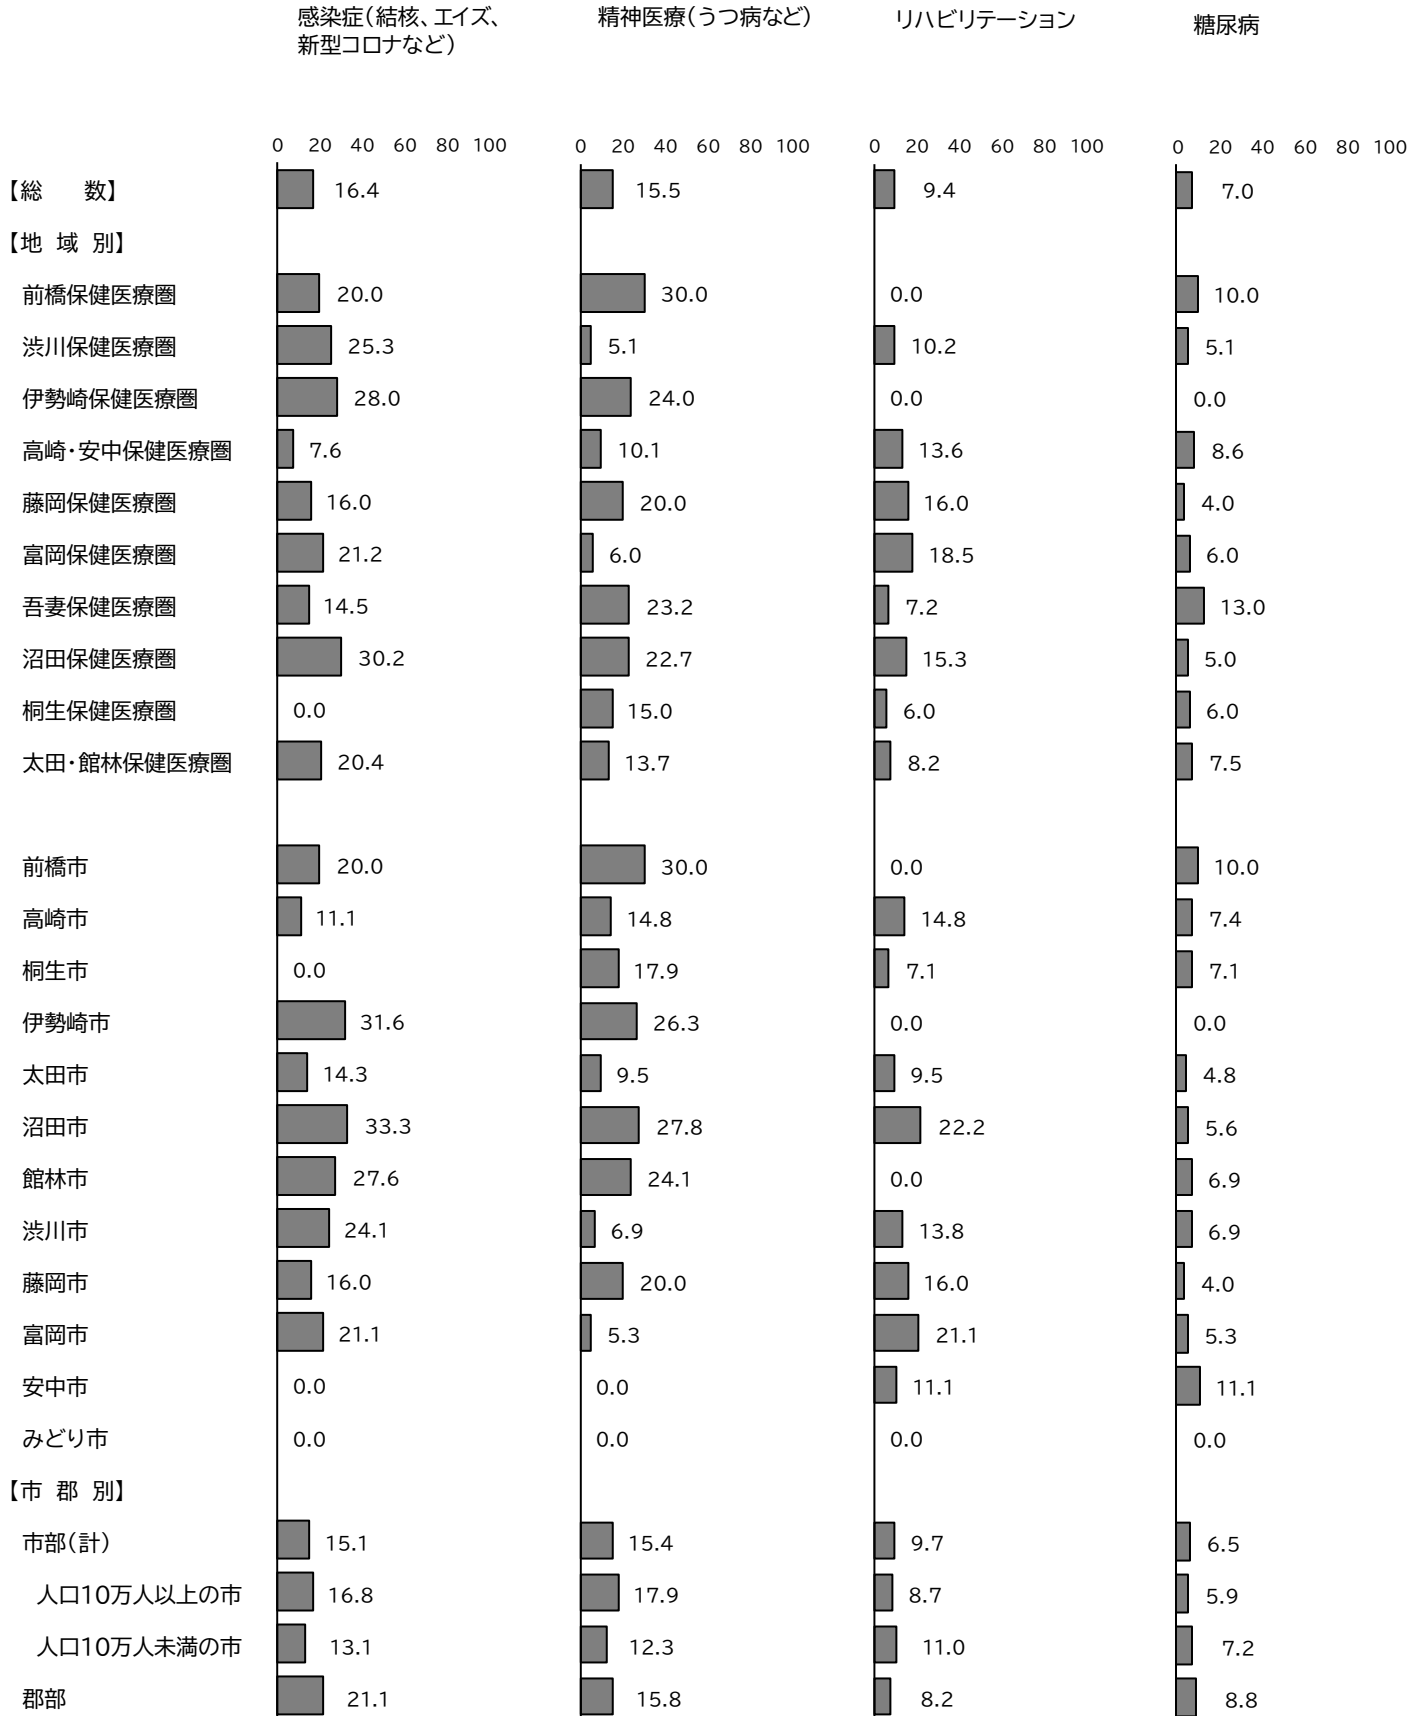 感染症（結核、エイズ、
新型コロナなど）
精神医療（うつ病など）
リハビリテーション
糖尿病
0 20 40 60 80 100 0 20 40 60 80 100 0 20 40 60 80 100 0 20 40 60 80 100
【総　数】 16.4 15.5 9.4 7.0
【地 域 別】
前橋保健医療圏 20.0 30.0 0.0 10.0
渋川保健医療圏 25.3 5.1 10.2 5.1
伊勢崎保健医療圏 28.0 24.0 0.0 0.0
高崎・安中保健医療圏 7.6 10.1 13.6 8.6
藤岡保健医療圏 16.0 20.0 16.0 4.0
富岡保健医療圏 21.2 6.0 18.5 6.0
吾妻保健医療圏 14.5 23.2 7.2 13.0
沼田保健医療圏 30.2 22.7 15.3 5.0
桐生保健医療圏 0.0 15.0 6.0 6.0
太田・館林保健医療圏 20.4 13.7 8.2 7.5
前橋市 20.0 30.0 0.0 10.0
高崎市 11.1 14.8 14.8 7.4
桐生市 0.0 17.9 7.1 7.1
伊勢崎市 31.6 26.3 0.0 0.0
太田市 14.3 9.5 9.5 4.8
沼田市 33.3 27.8 22.2 5.6
館林市 27.6 24.1 0.0 6.9
渋川市 24.1 6.9 13.8 6.9
藤岡市 16.0 20.0 16.0 4.0
富岡市 21.1 5.3 21.1 5.3
安中市 0.0 0.0 11.1 11.1
みどり市 0.0 0.0 0.0 0.0
【市 郡 別】
市部（計） 15.1 15.4 9.7 6.5
人口10万人以上の市 16.8 17.9 8.7 5.9
人口10万人未満の市 13.1 12.3 11.0 7.2
郡部 21.1 15.8 8.2 8.8